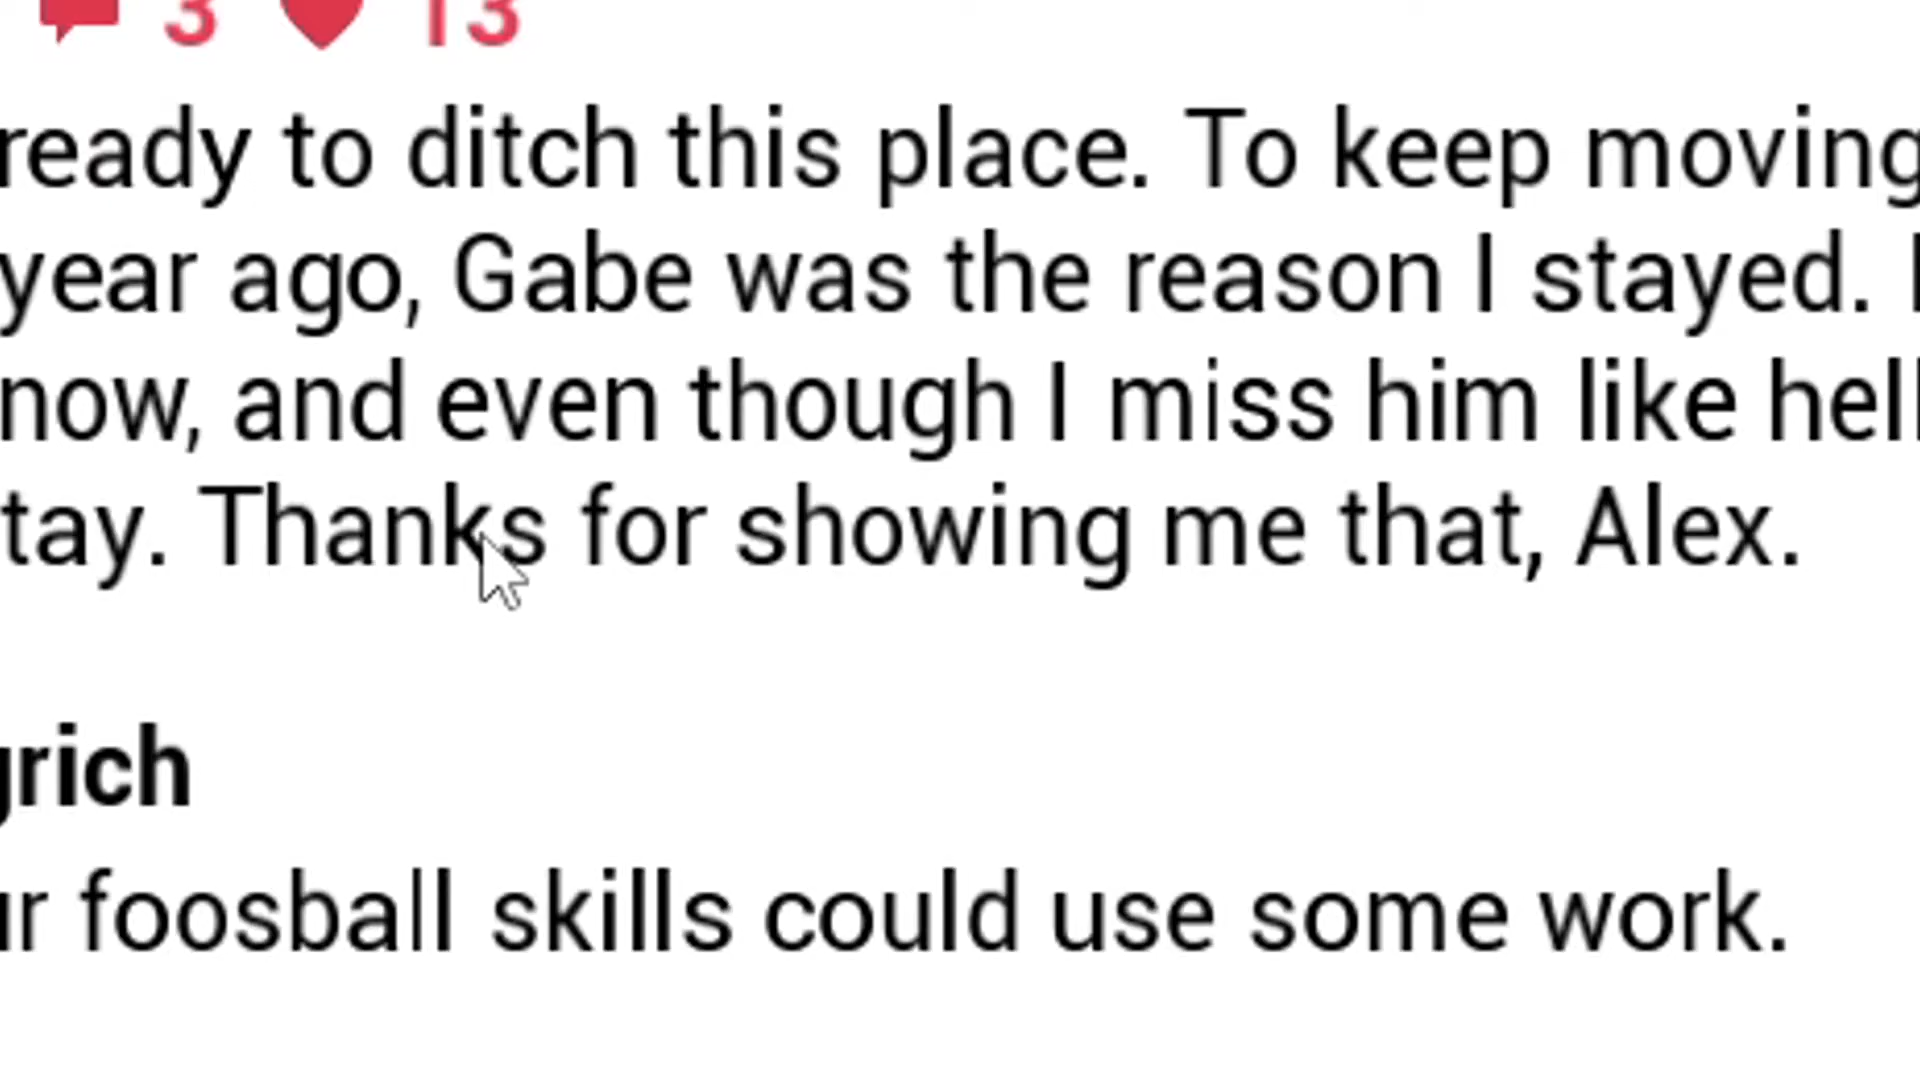 3 13
ready to ditch this place. To keep moving
year ago, Gabe was the reason I stayed.
now, and even though I miss him like hell
tay. Thanks for showing me that, Alex.
grich
ur foosball skills could use some work.